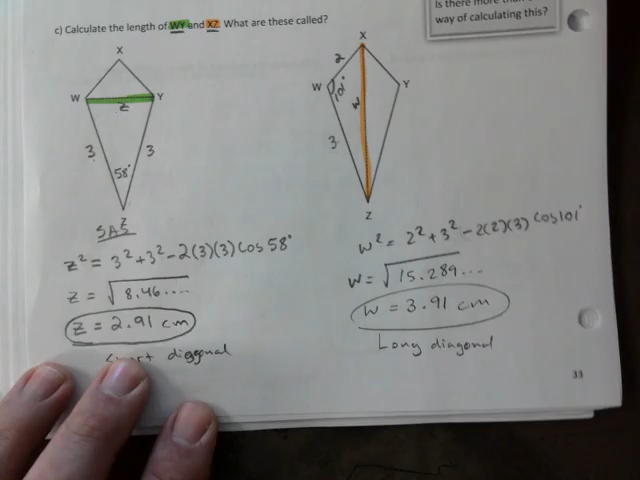 Is there more than
way of calculating this?
c) Calculate the length of WY and XZ. What are these called?
X
W
Y
z
3
3
58°
Z
X
2
W
101°
Y
w
3
Z
SAS
z² = 3² + 3² - 2(3)(3) cos 58°
z = √8.46....
z = 2.91 cm
diagonal
w² = 2² + 3² - 2(2)(3) cos 101°
w = √15.289...
w = 3.91 cm
Long diagonal
33